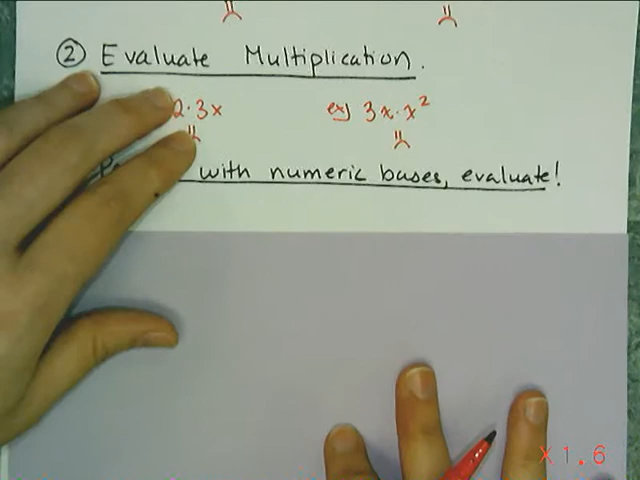 ② Evaluate Multiplication.
2·3x ex) 3x·x²
with numeric bases, evaluate!
x1.6